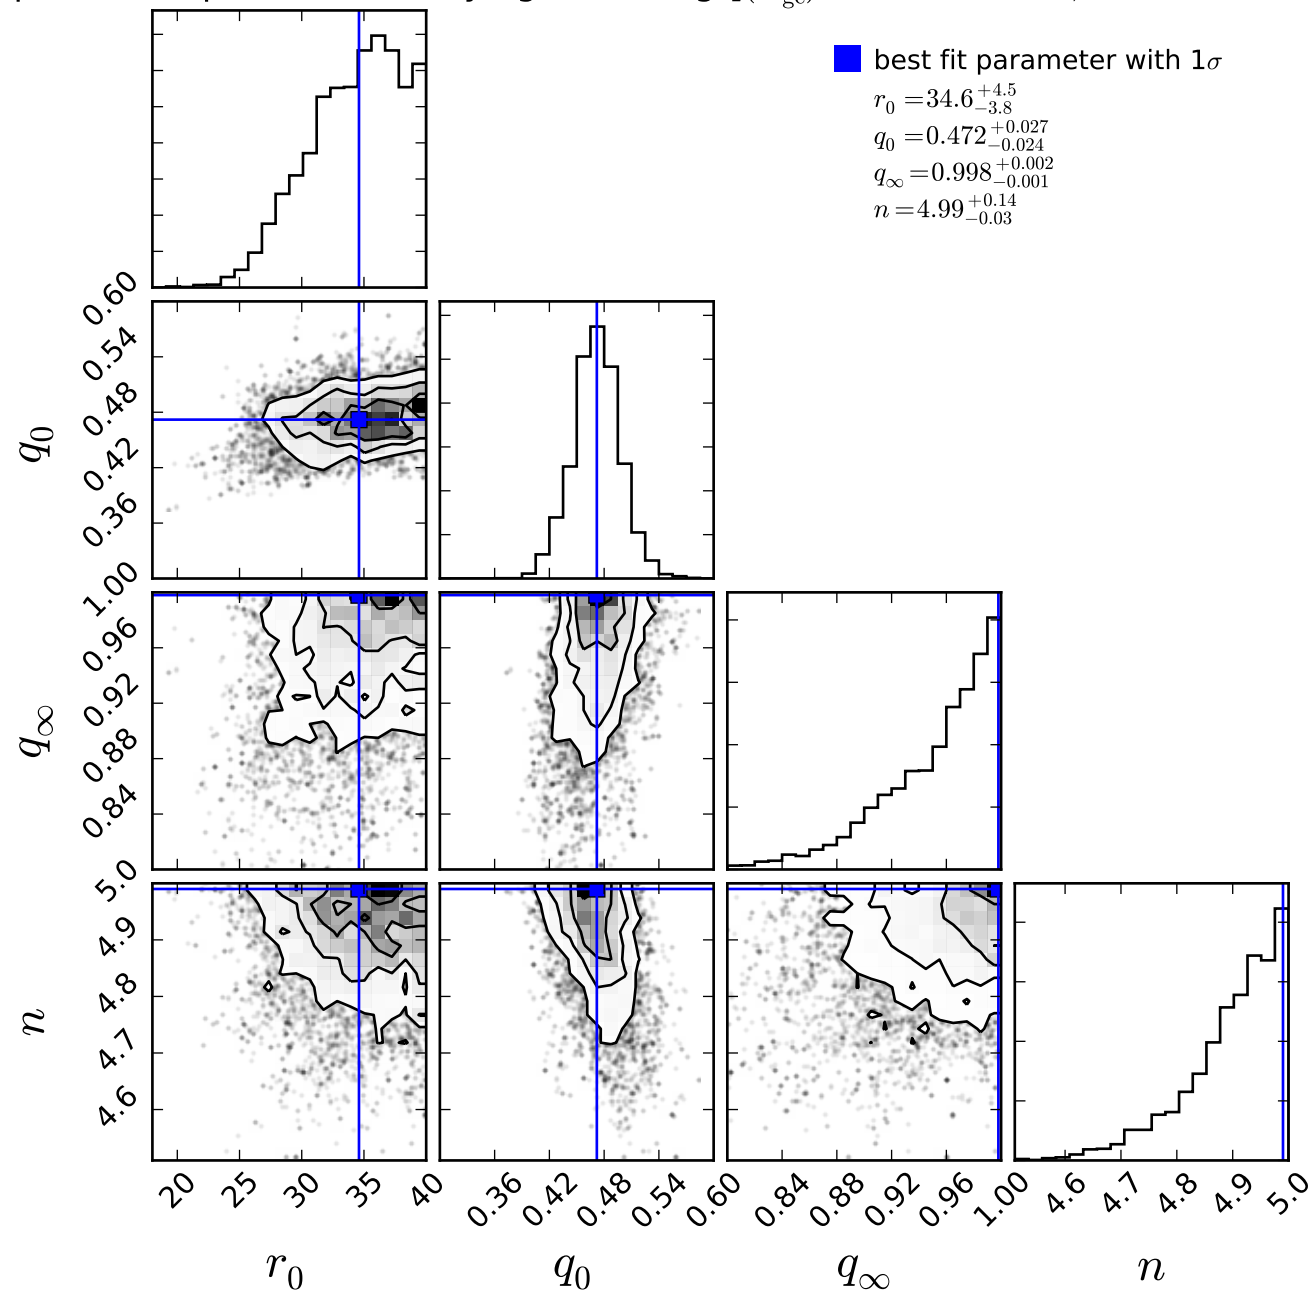 best fit parameter with 1σ
r₀ = 34.6 +4.5 −3.8
q₀ = 0.472 +0.027 −0.024
q∞ = 0.998 +0.002 −0.001
n = 4.99 +0.14 −0.03
0.60
0.54
0.48
0.42
0.36
q₀
1.00
0.96
0.92
0.88
0.84
q∞
5.0
5.0
4.9
4.8
4.7
4.6
n
20 25 30 35 40 0.36 0.42 0.48 0.54 0.60 0.84 0.88 0.92 0.96 1.00 4.6 4.7 4.8 4.9 5.0
r₀ q₀ q∞ n